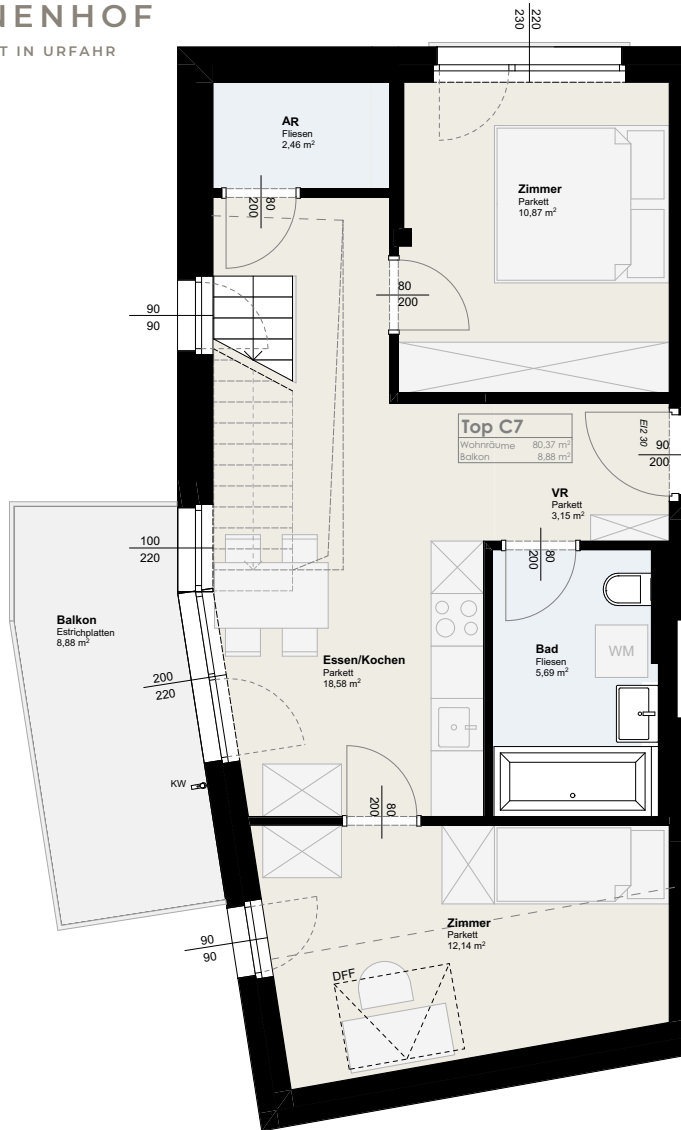 NENHOF
T IN URFAHR
220
230
AR
Fliesen
2,46 m²
80
200
Zimmer
Parkett
10,87 m²
90
90
80
200
Top C7
Wohnräume 80,37 m²
Balkon 8,88 m²
EI2 30
90
200
VR
Parkett
3,15 m²
100
220
80
200
Balkon
Estrichplatten
8,88 m²
Essen/Kochen
Parkett
18,58 m²
Bad
Fliesen
5,69 m²
WM
200
220
KW
80
200
90
90
Zimmer
Parkett
12,14 m²
DFF